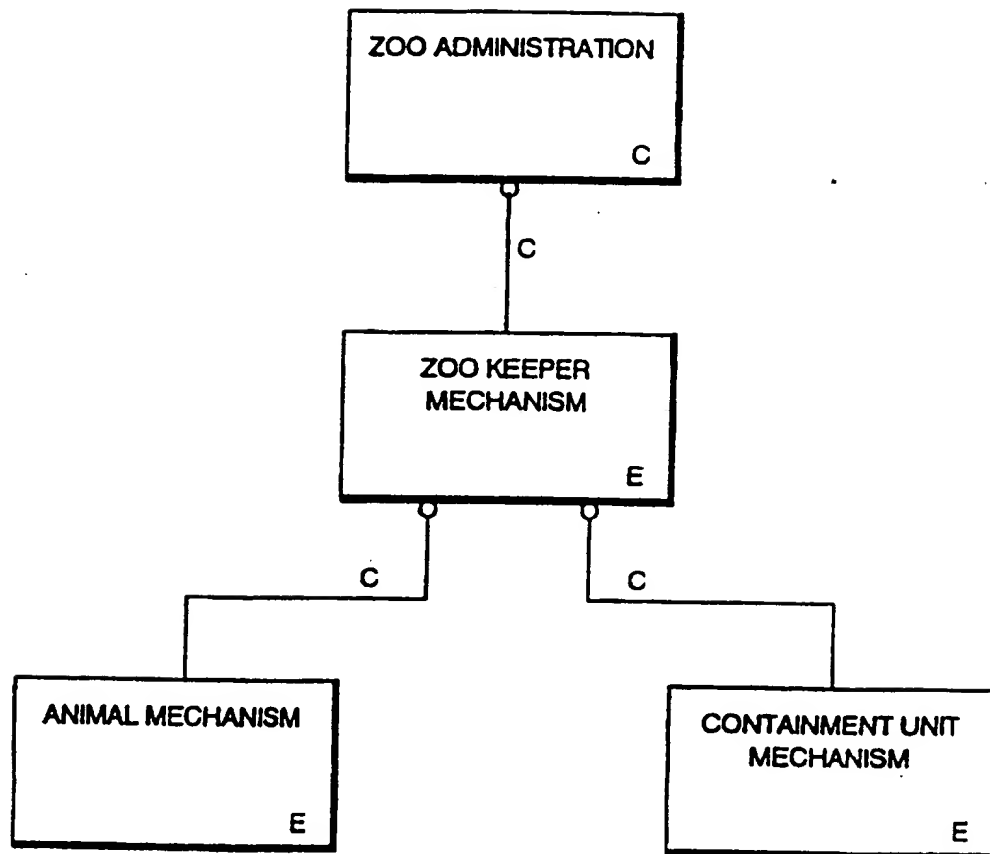 ZOO ADMINISTRATION
C
C
ZOO KEEPER
MECHANISM
E
C
C
ANIMAL MECHANISM
E
CONTAINMENT UNIT
MECHANISM
E